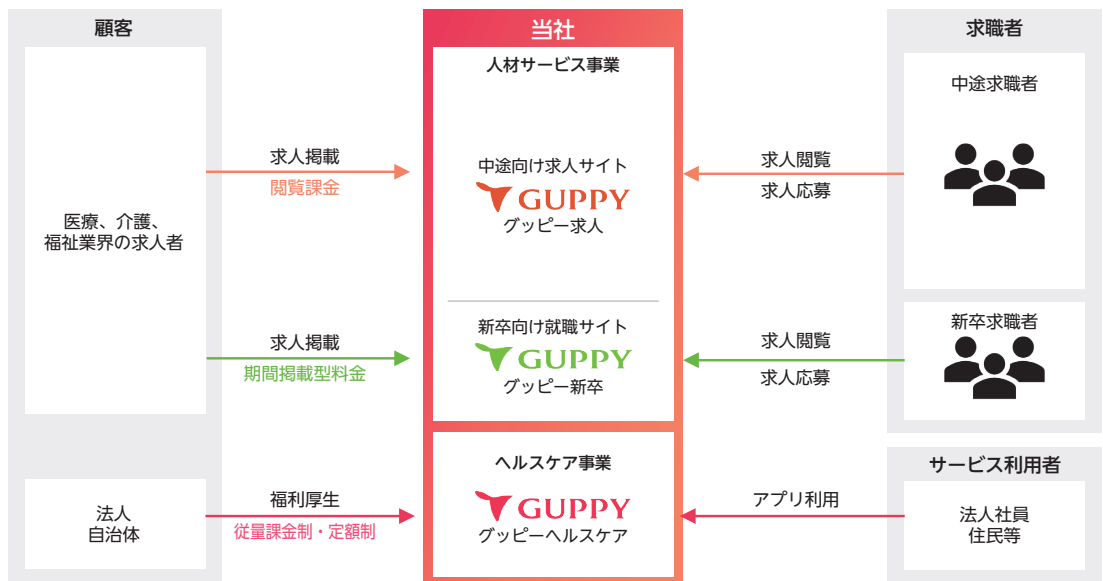 顧客
医療、介護、
福祉業界の求人者
法人
自治体
求人掲載
閲覧課金
求人掲載
期間掲載型料金
福利厚生
従量課金制・定額制
当社
人材サービス事業
中途向け求人サイト
GUPPY
グッピー求人
新卒向け就職サイト
GUPPY
グッピー新卒
ヘルスケア事業
GUPPY
グッピーヘルスケア
求人閲覧
求人応募
求人閲覧
求人応募
アプリ利用
求職者
中途求職者
新卒求職者
サービス利用者
法人社員
住民等